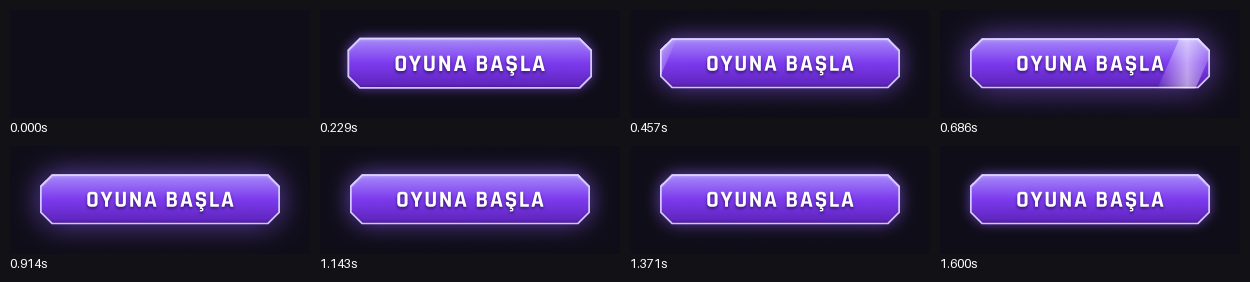 OYUNA BAŞLA
OYUNA BAŞLA
OYUNA BAŞLA
0.000s
0.229s
0.457s
0.686s
OYUNA BAŞLA
OYUNA BAŞLA
OYUNA BAŞLA
OYUNA BAŞLA
0.914s
1.143s
1.371s
1.600s